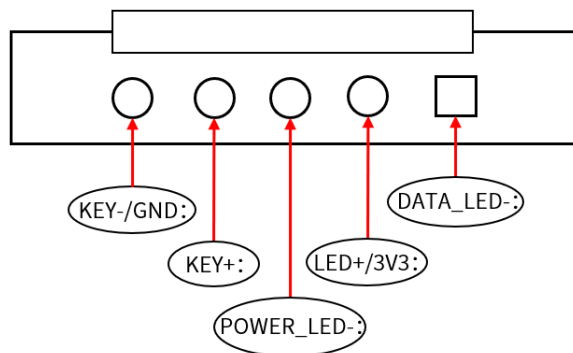 KEY-/GND:
DATA_LED-:
KEY+:
LED+/3V3:
POWER_LED-: